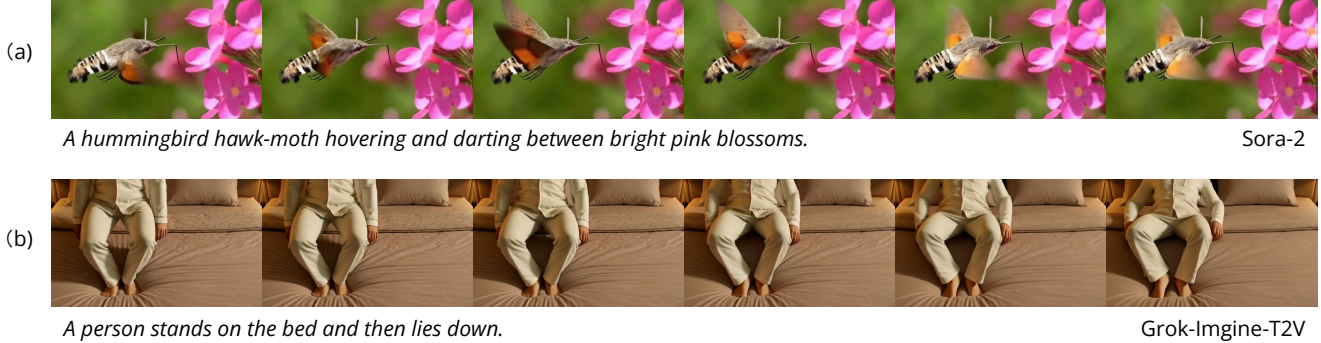 (a)
A hummingbird hawk-moth hovering and darting between bright pink blossoms. Sora-2
(b)
A person stands on the bed and then lies down. Grok-Imgine-T2V